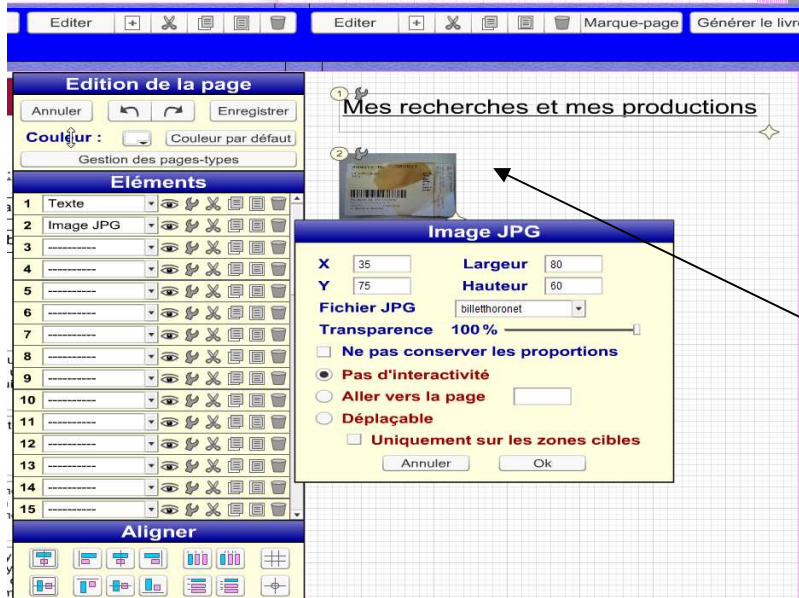 Editer Editer Marque-page Générer le livr
Edition de la page
Annuler Enregistrer
Couleur : Couleur par défaut
Gestion des pages-types
Eléments
1 Texte
2 Image JPG
3 ----------
4 ----------
5 ----------
6 ----------
7 ----------
8 ----------
9 ----------
10 ----------
11 ----------
12 ----------
13 ----------
14 ----------
15 ----------
Aligner
1
Mes recherches et mes productions
2
Image JPG
X 35 Largeur 80
Y 75 Hauteur 60
Fichier JPG billetthoronet
Transparence 100 %
Ne pas conserver les proportions
Pas d'interactivité
Aller vers la page
Déplaçable
Uniquement sur les zones cibles
Annuler Ok